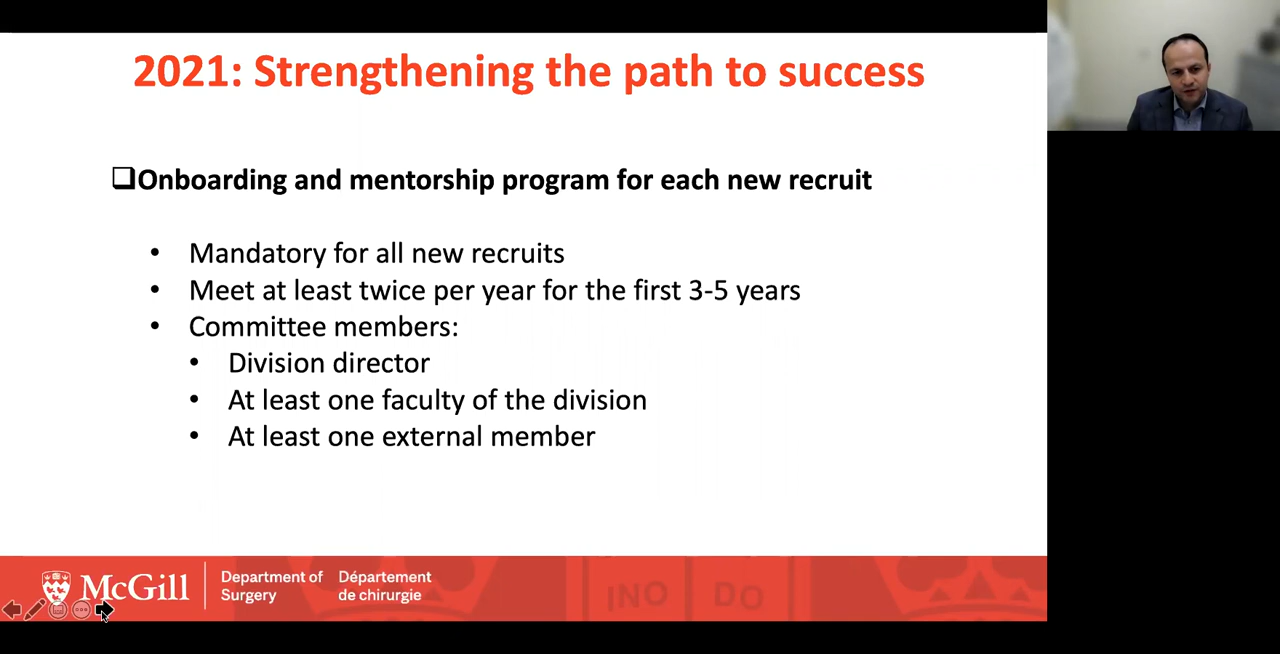 2021: Strengthening the path to success
❑Onboarding and mentorship program for each new recruit
• Mandatory for all new recruits
• Meet at least twice per year for the first 3-5 years
• Committee members:
• Division director
• At least one faculty of the division
• At least one external member
McGill
Department of
Surgery
Département
de chirurgie
INO DO